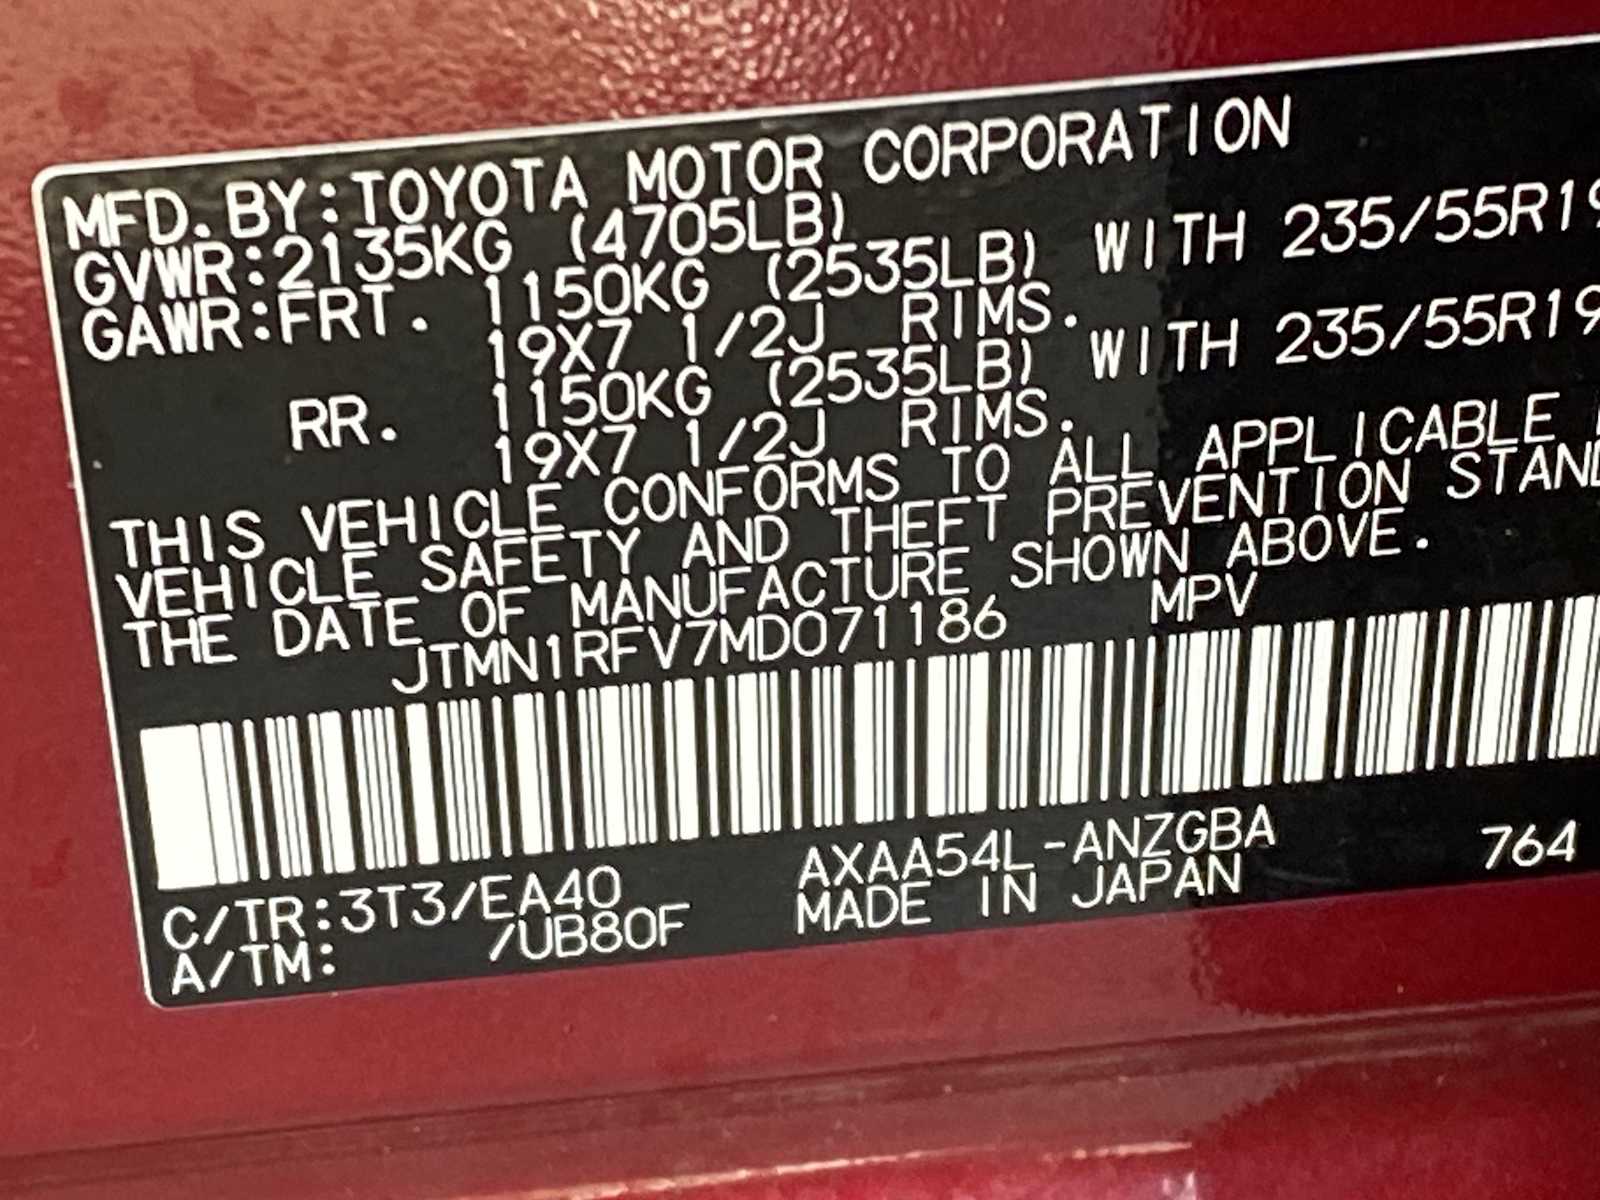 MFD. BY:TOYOTA MOTOR CORPORATION
GVWR:2135KG (4705LB)
GAWR:FRT. 1150KG (2535LB) WITH 235/55R19
19X7 1/2J RIMS.
RR. 1150KG (2535LB) WITH 235/55R19
19X7 1/2J RIMS.
THIS VEHICLE CONFORMS TO ALL APPLICABLE
VEHICLE SAFETY AND THEFT PREVENTION STAND
THE DATE OF MANUFACTURE SHOWN ABOVE.
JTMN1RFV7MD071186 MPV
C/TR:3T3/EA40 AXAA54L-ANZGBA 764
A/TM: /UB80F MADE IN JAPAN